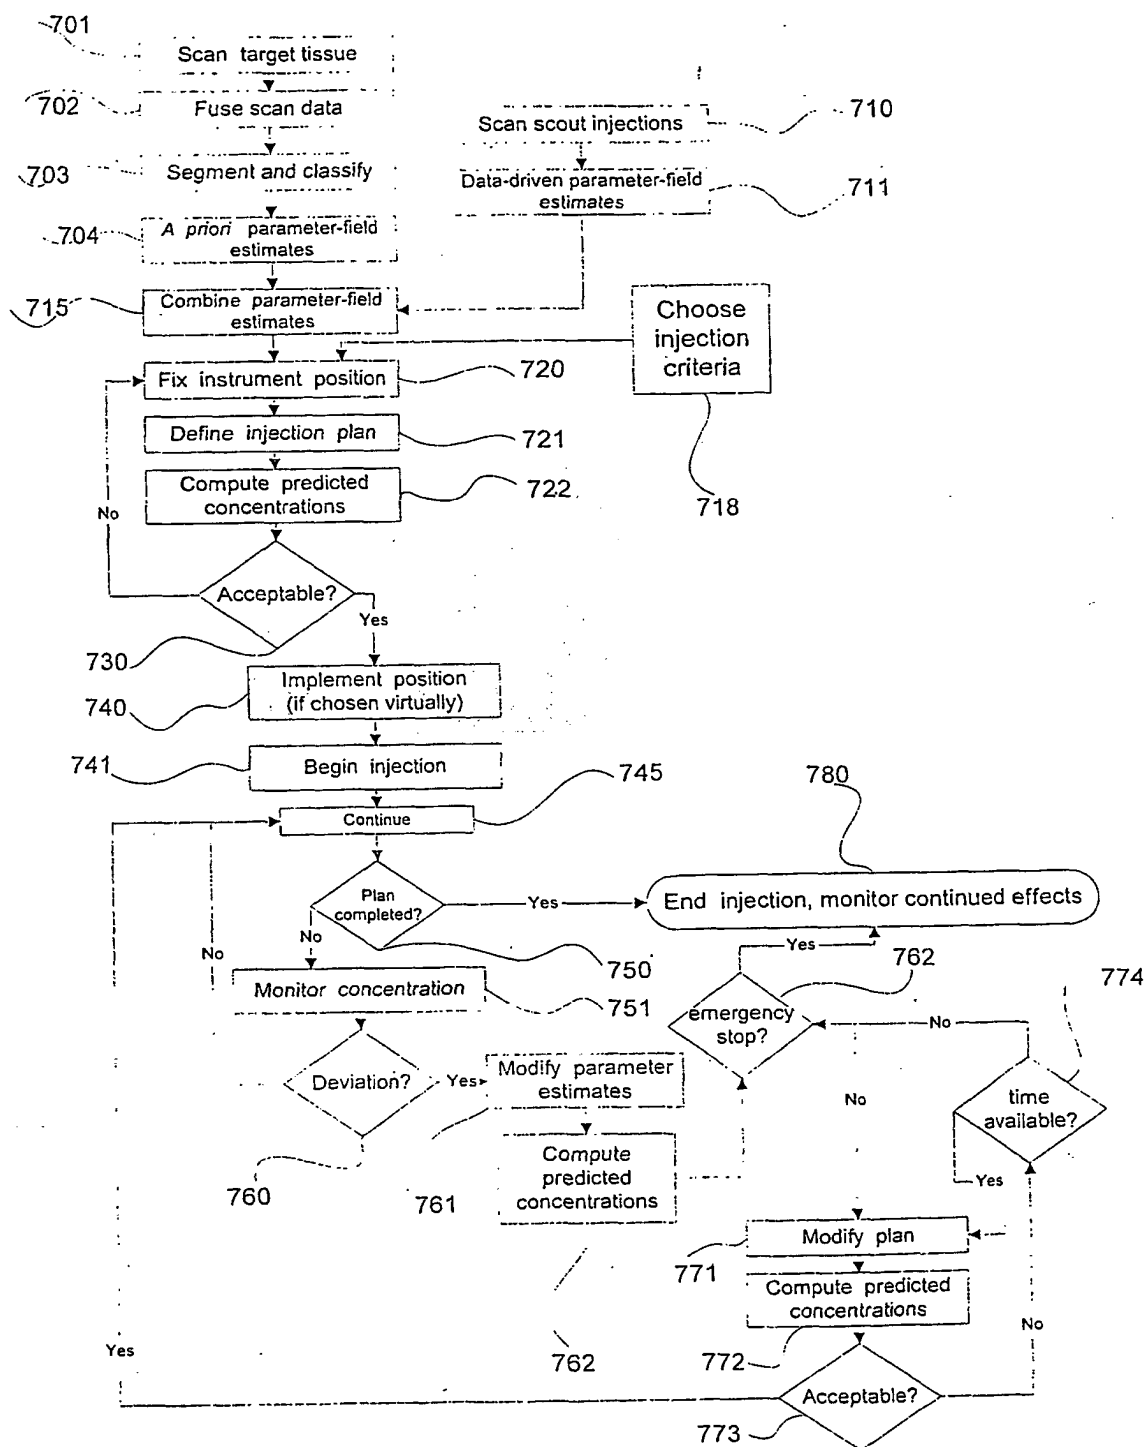 701
Scan target tissue
702
Fuse scan data
Scan scout injections
710
703
Segment and classify
Data-driven parameter-field
estimates
711
704
A priori parameter-field
estimates
715
Combine parameter-field
estimates
Choose
injection
criteria
718
Fix instrument position
720
Define injection plan
721
Compute predicted
concentrations
722
No
Acceptable?
Yes
730
Implement position
(if chosen virtually)
740
741
Begin injection
745
Continue
780
Plan
completed?
Yes
End injection, monitor continued effects
No
No
750
Yes
762
774
Monitor concentration
751
emergency
stop?
No
Deviation?
Yes
Modify parameter
estimates
No
time
available?
Yes
760
761
Compute
predicted
concentrations
Modify plan
771
Compute predicted
concentrations
No
Yes
762
772
Acceptable?
773